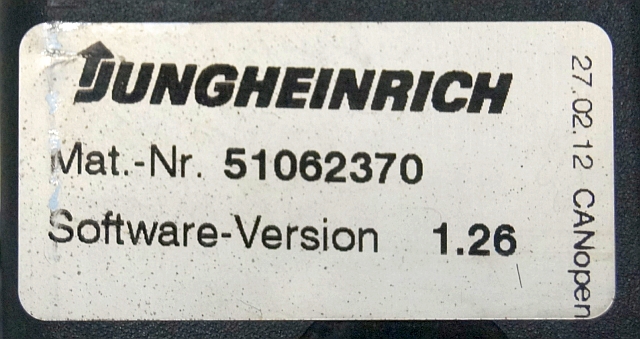 JUNGHEINRICH
Mat.-Nr. 51062370
Software-Version 1.26
27.02.12 CANopen